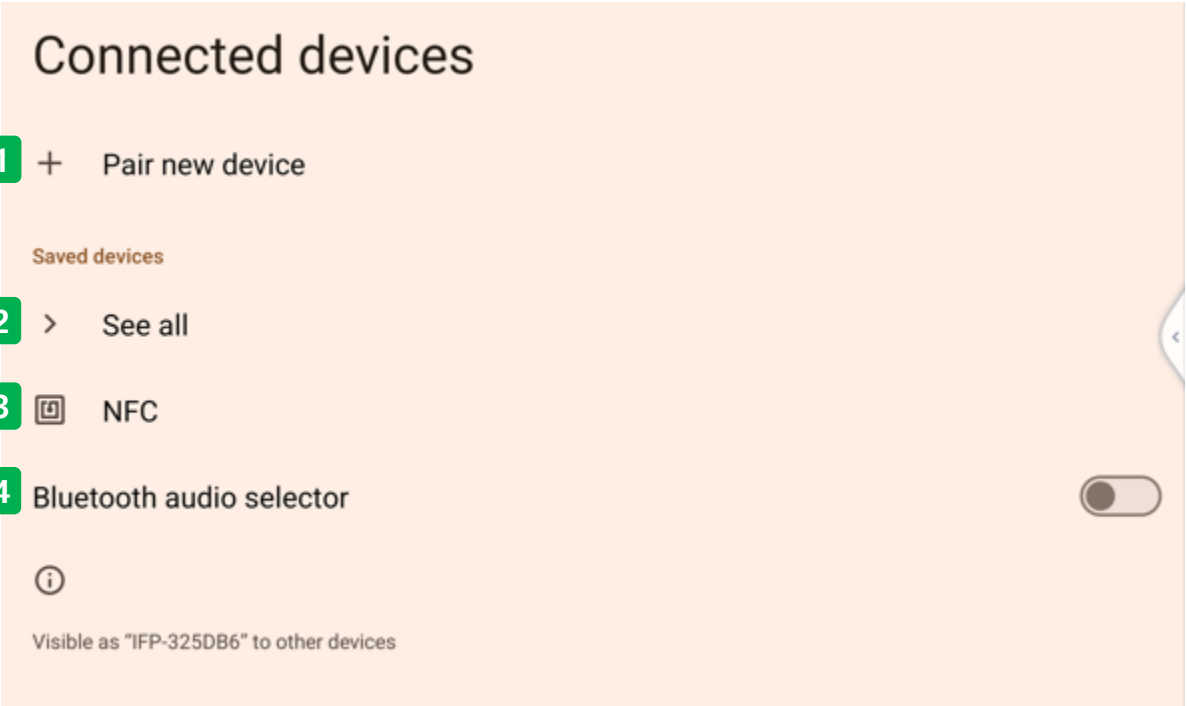 Connected devices
1 + Pair new device
Saved devices
2 > See all
3 NFC
4 Bluetooth audio selector
Visible as “IFP-325DB6” to other devices